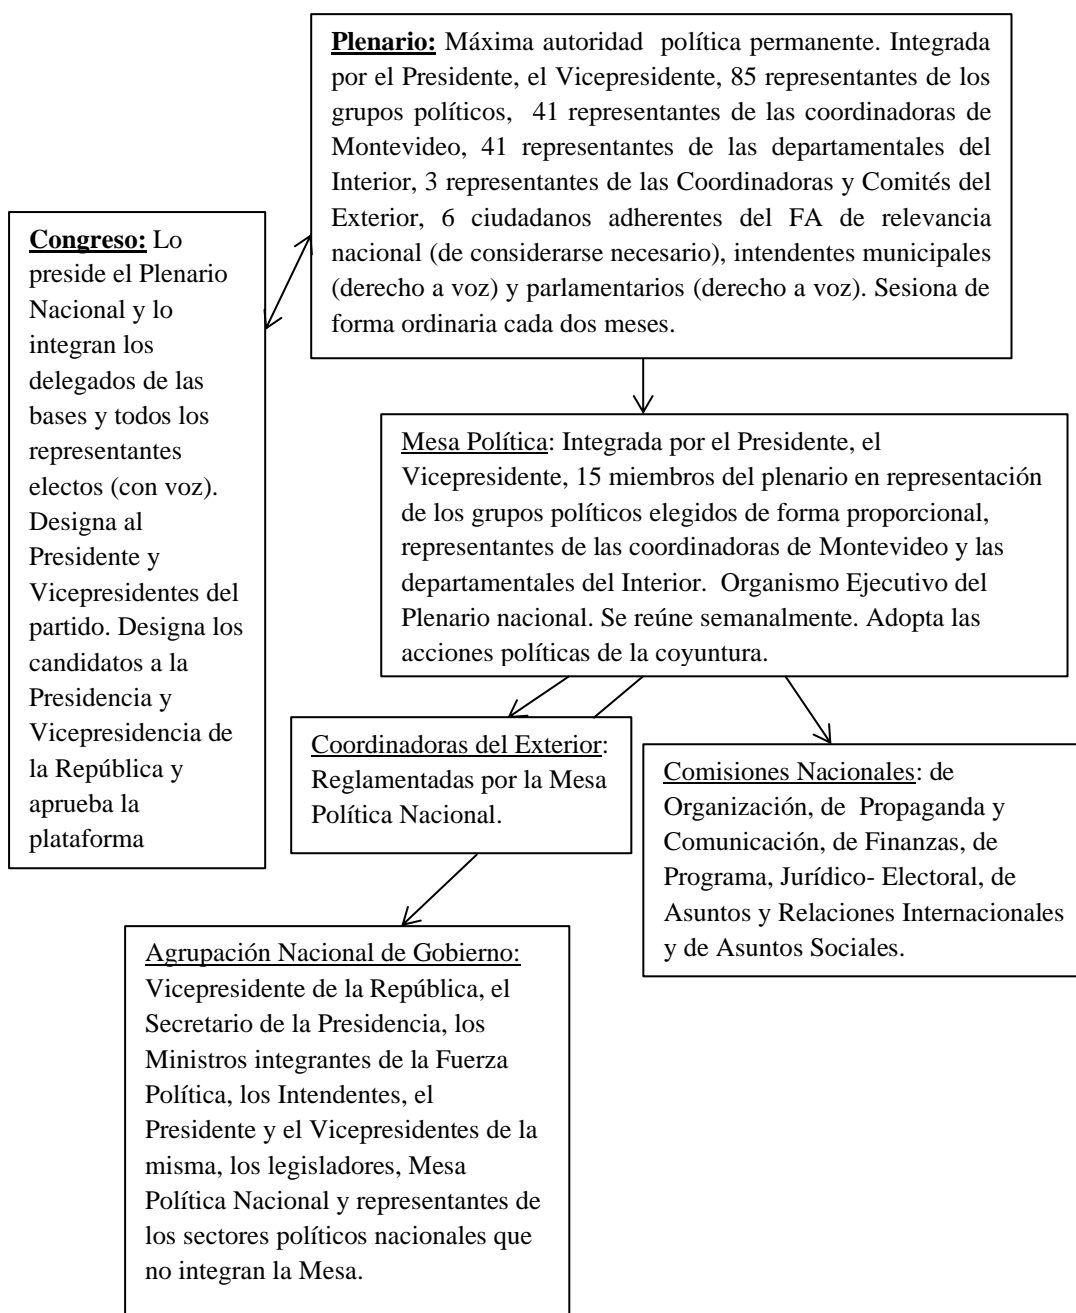 Plenario: Máxima autoridad política permanente. Integrada
por el Presidente, el Vicepresidente, 85 representantes de los
grupos políticos, 41 representantes de las coordinadoras de
Montevideo, 41 representantes de las departamentales del
Interior, 3 representantes de las Coordinadoras y Comités del
Exterior, 6 ciudadanos adherentes del FA de relevancia
nacional (de considerarse necesario), intendentes municipales
(derecho a voz) y parlamentarios (derecho a voz). Sesiona de
forma ordinaria cada dos meses.
Congreso: Lo
preside el Plenario
Nacional y lo
integran los
delegados de las
bases y todos los
representantes
electos (con voz).
Designa al
Presidente y
Vicepresidentes del
partido. Designa los
candidatos a la
Presidencia y
Vicepresidencia de
la República y
aprueba la
plataforma
Mesa Política: Integrada por el Presidente, el
Vicepresidente, 15 miembros del plenario en representación
de los grupos políticos elegidos de forma proporcional,
representantes de las coordinadoras de Montevideo y las
departamentales del Interior. Organismo Ejecutivo del
Plenario nacional. Se reúne semanalmente. Adopta las
acciones políticas de la coyuntura.
Coordinadoras del Exterior:
Reglamentadas por la Mesa
Política Nacional.
Comisiones Nacionales: de
Organización, de Propaganda y
Comunicación, de Finanzas, de
Programa, Jurídico- Electoral, de
Asuntos y Relaciones Internacionales
y de Asuntos Sociales.
Agrupación Nacional de Gobierno:
Vicepresidente de la República, el
Secretario de la Presidencia, los
Ministros integrantes de la Fuerza
Política, los Intendentes, el
Presidente y el Vicepresidentes de la
misma, los legisladores, Mesa
Política Nacional y representantes de
los sectores políticos nacionales que
no integran la Mesa.